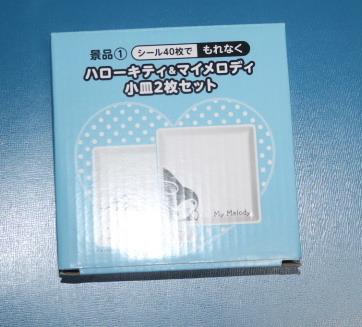 景品① シール40枚で もれなく
ハローキティ&マイメロディ
小皿2枚セット
My Melody